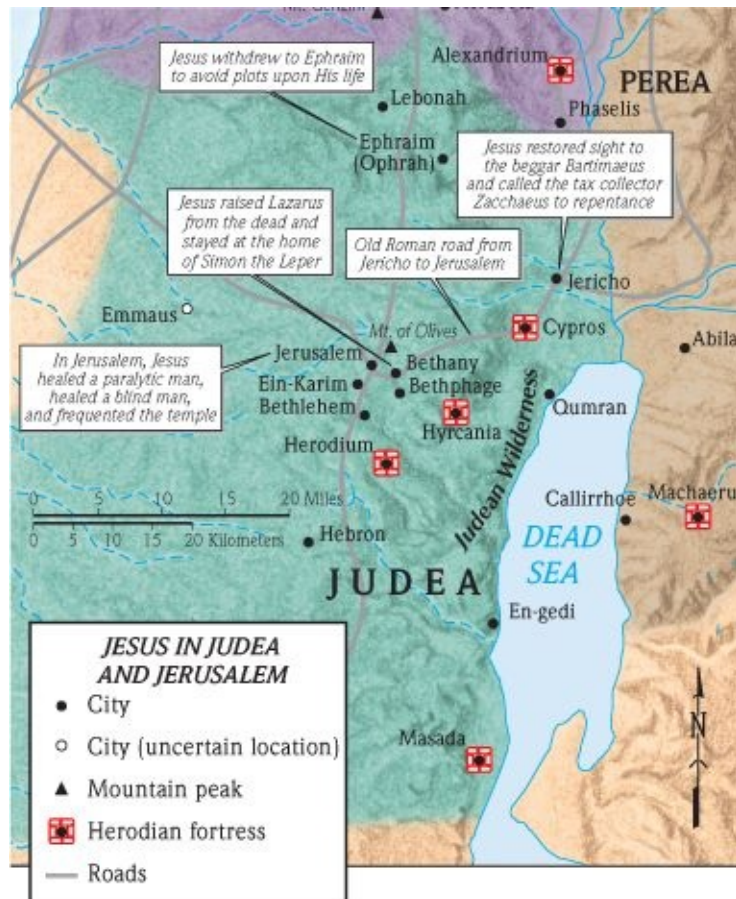 Alexandrium
Jesus withdrew to Ephraim
to avoid plots upon His life
PEREA
Lebonah
Phaselis
Ephraim
(Ophrah)
Jesus restored sight to
the beggar Bartimaeus
and called the tax collector
Zacchaeus to repentance
Jesus raised Lazarus
from the dead and
stayed at the home
of Simon the Leper
Old Roman road from
Jericho to Jerusalem
Jericho
Emmaus
Cypros
Mt. of Olives
Abila
In Jerusalem, Jesus
healed a paralytic man,
healed a blind man,
and frequented the temple
Jerusalem
Bethany
Ein-Karim
Bethphage
Bethlehem
Qumran
Hyrcania
Herodium
Judean Wilderness
0 5 10 15 20 Miles
0 5 10 15 20 Kilometers
Callirrhoe
Machaeru
Hebron
DEAD
SEA
JUDEA
En-gedi
JESUS IN JUDEA
AND JERUSALEM
City
City (uncertain location)
Mountain peak
Herodian fortress
Roads
Masada
N